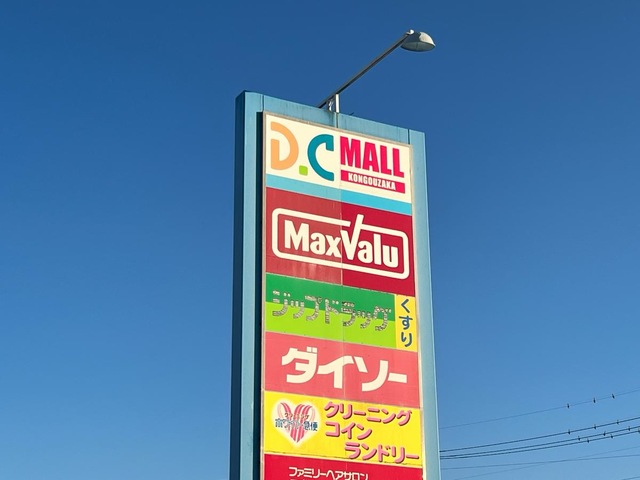 D.C MALL
KONGOUZAKA
MaxValu
ジップドラッグ
くすり
ダイソー
急便
クリーニング
コイン
ランドリー
ファミリーヘアサロン